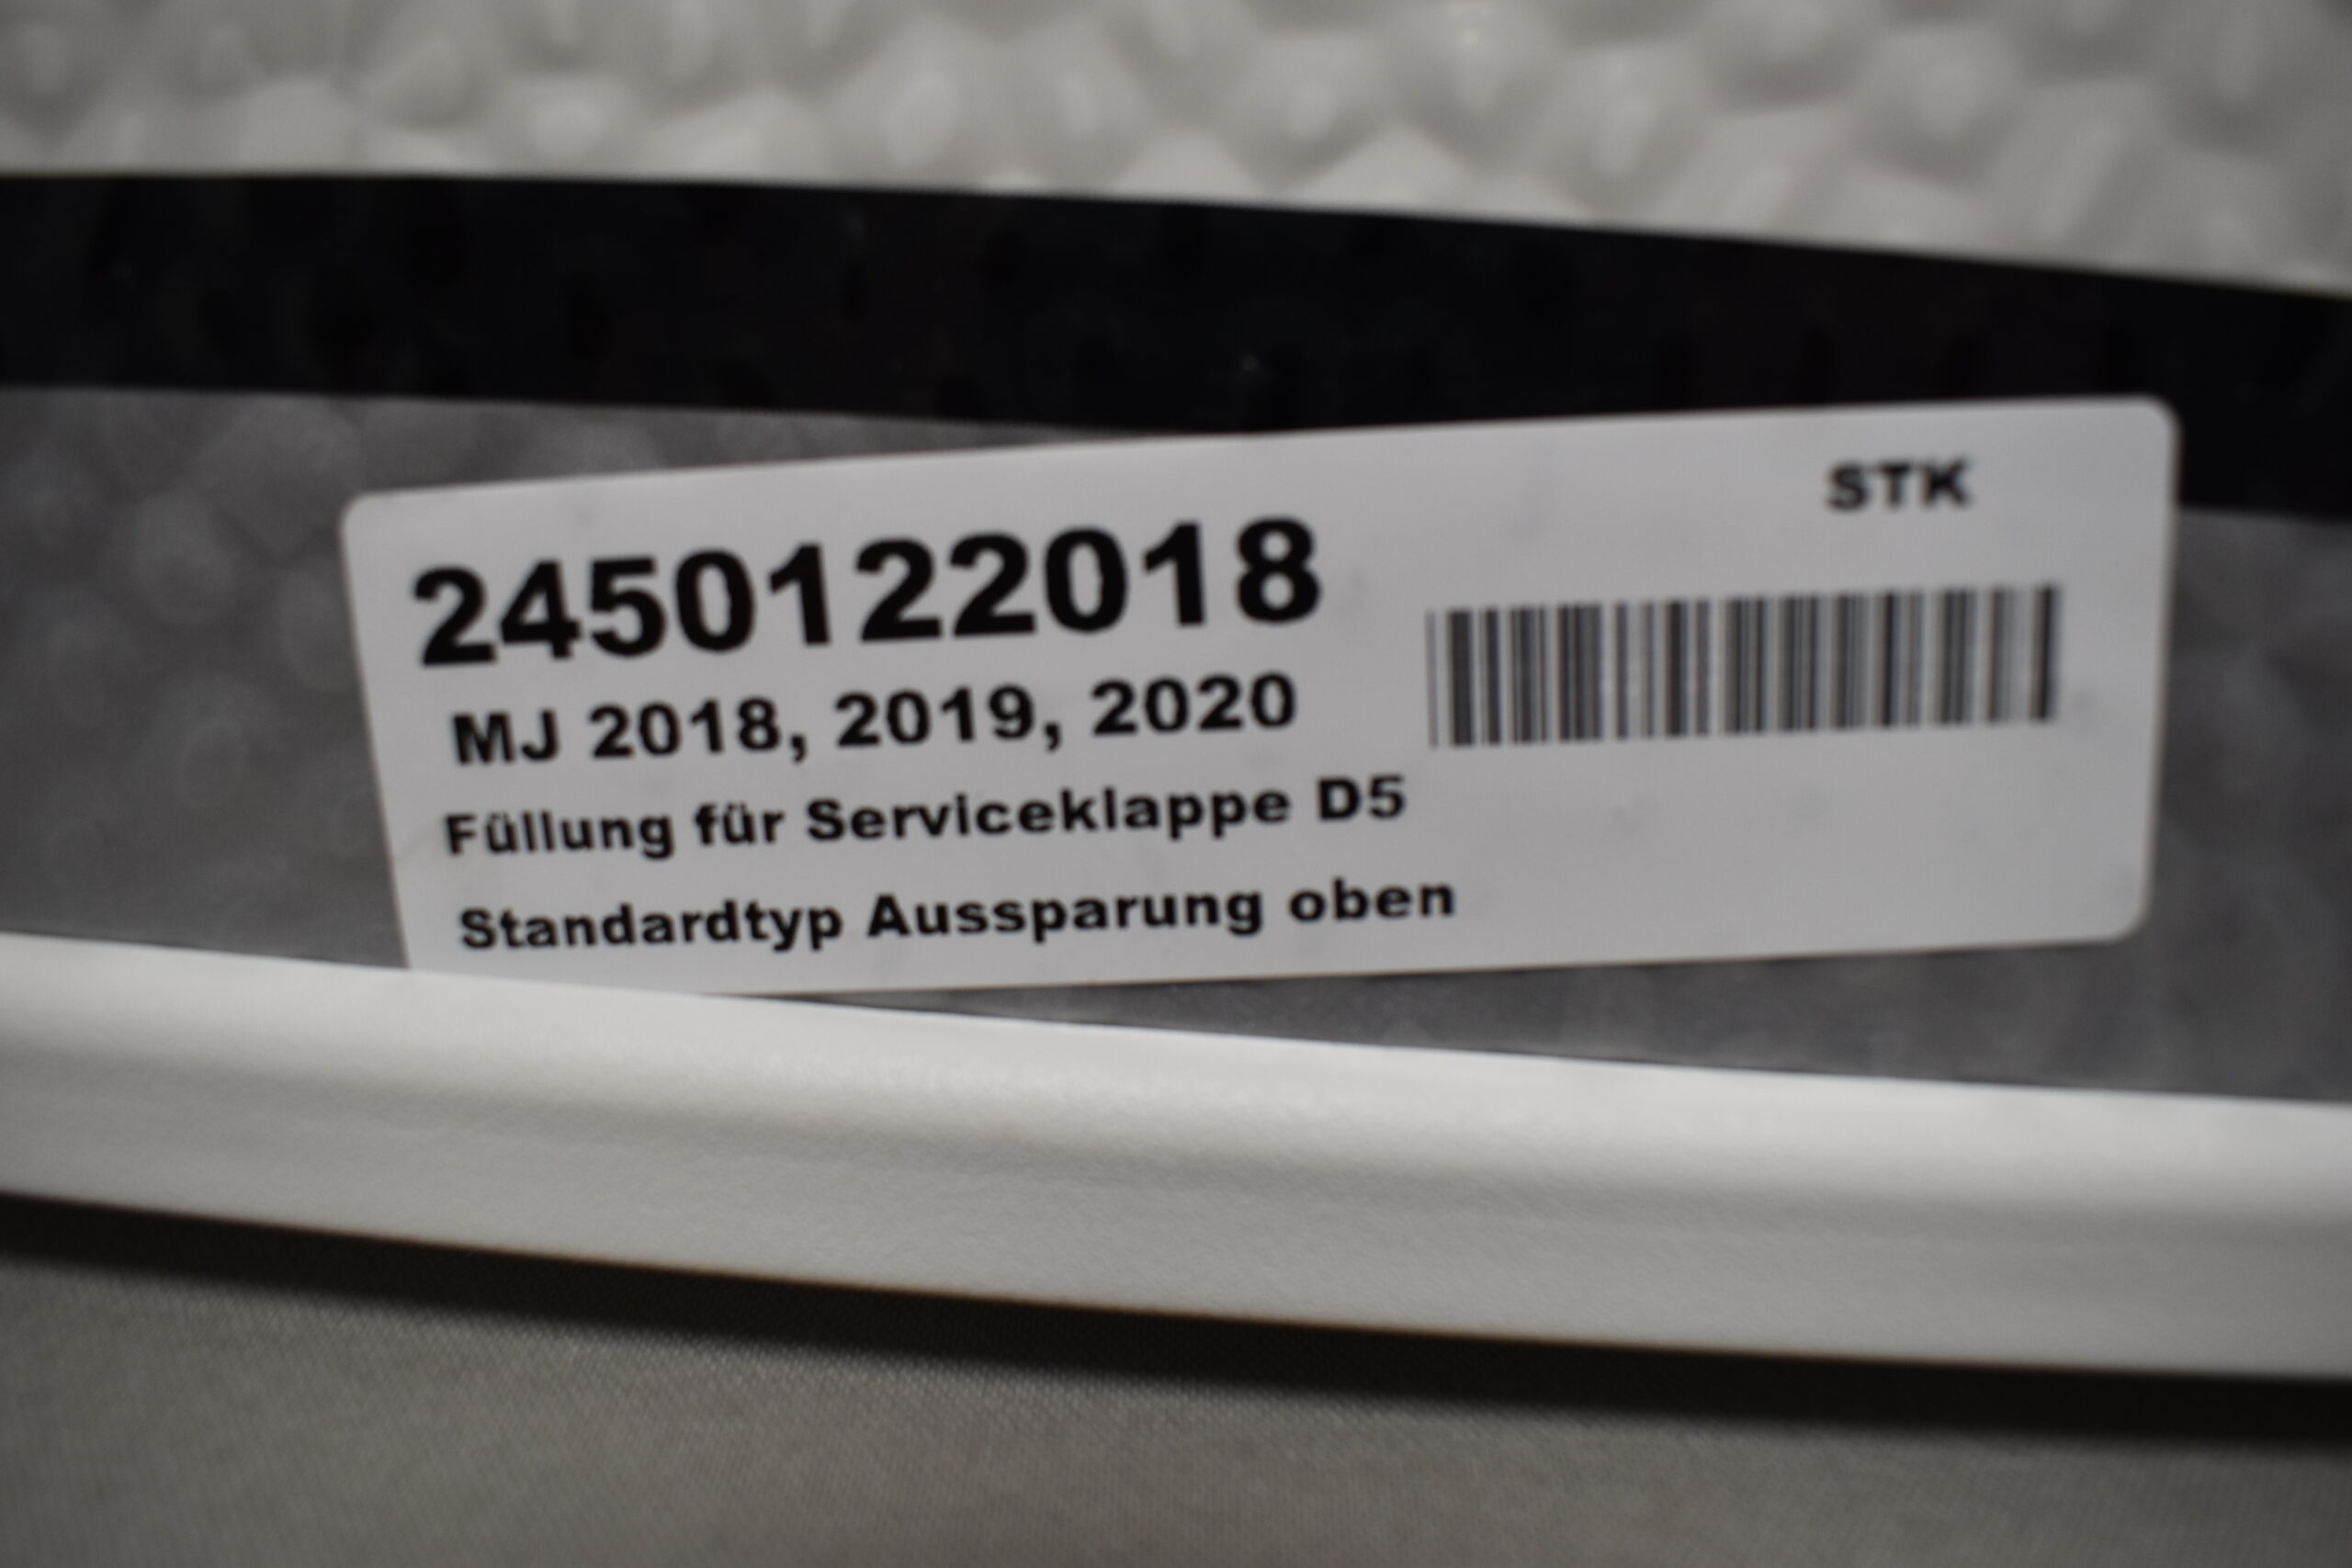 STK
2450122018
MJ 2018, 2019, 2020
Füllung für Serviceklappe D5
Standardtyp Aussparung oben